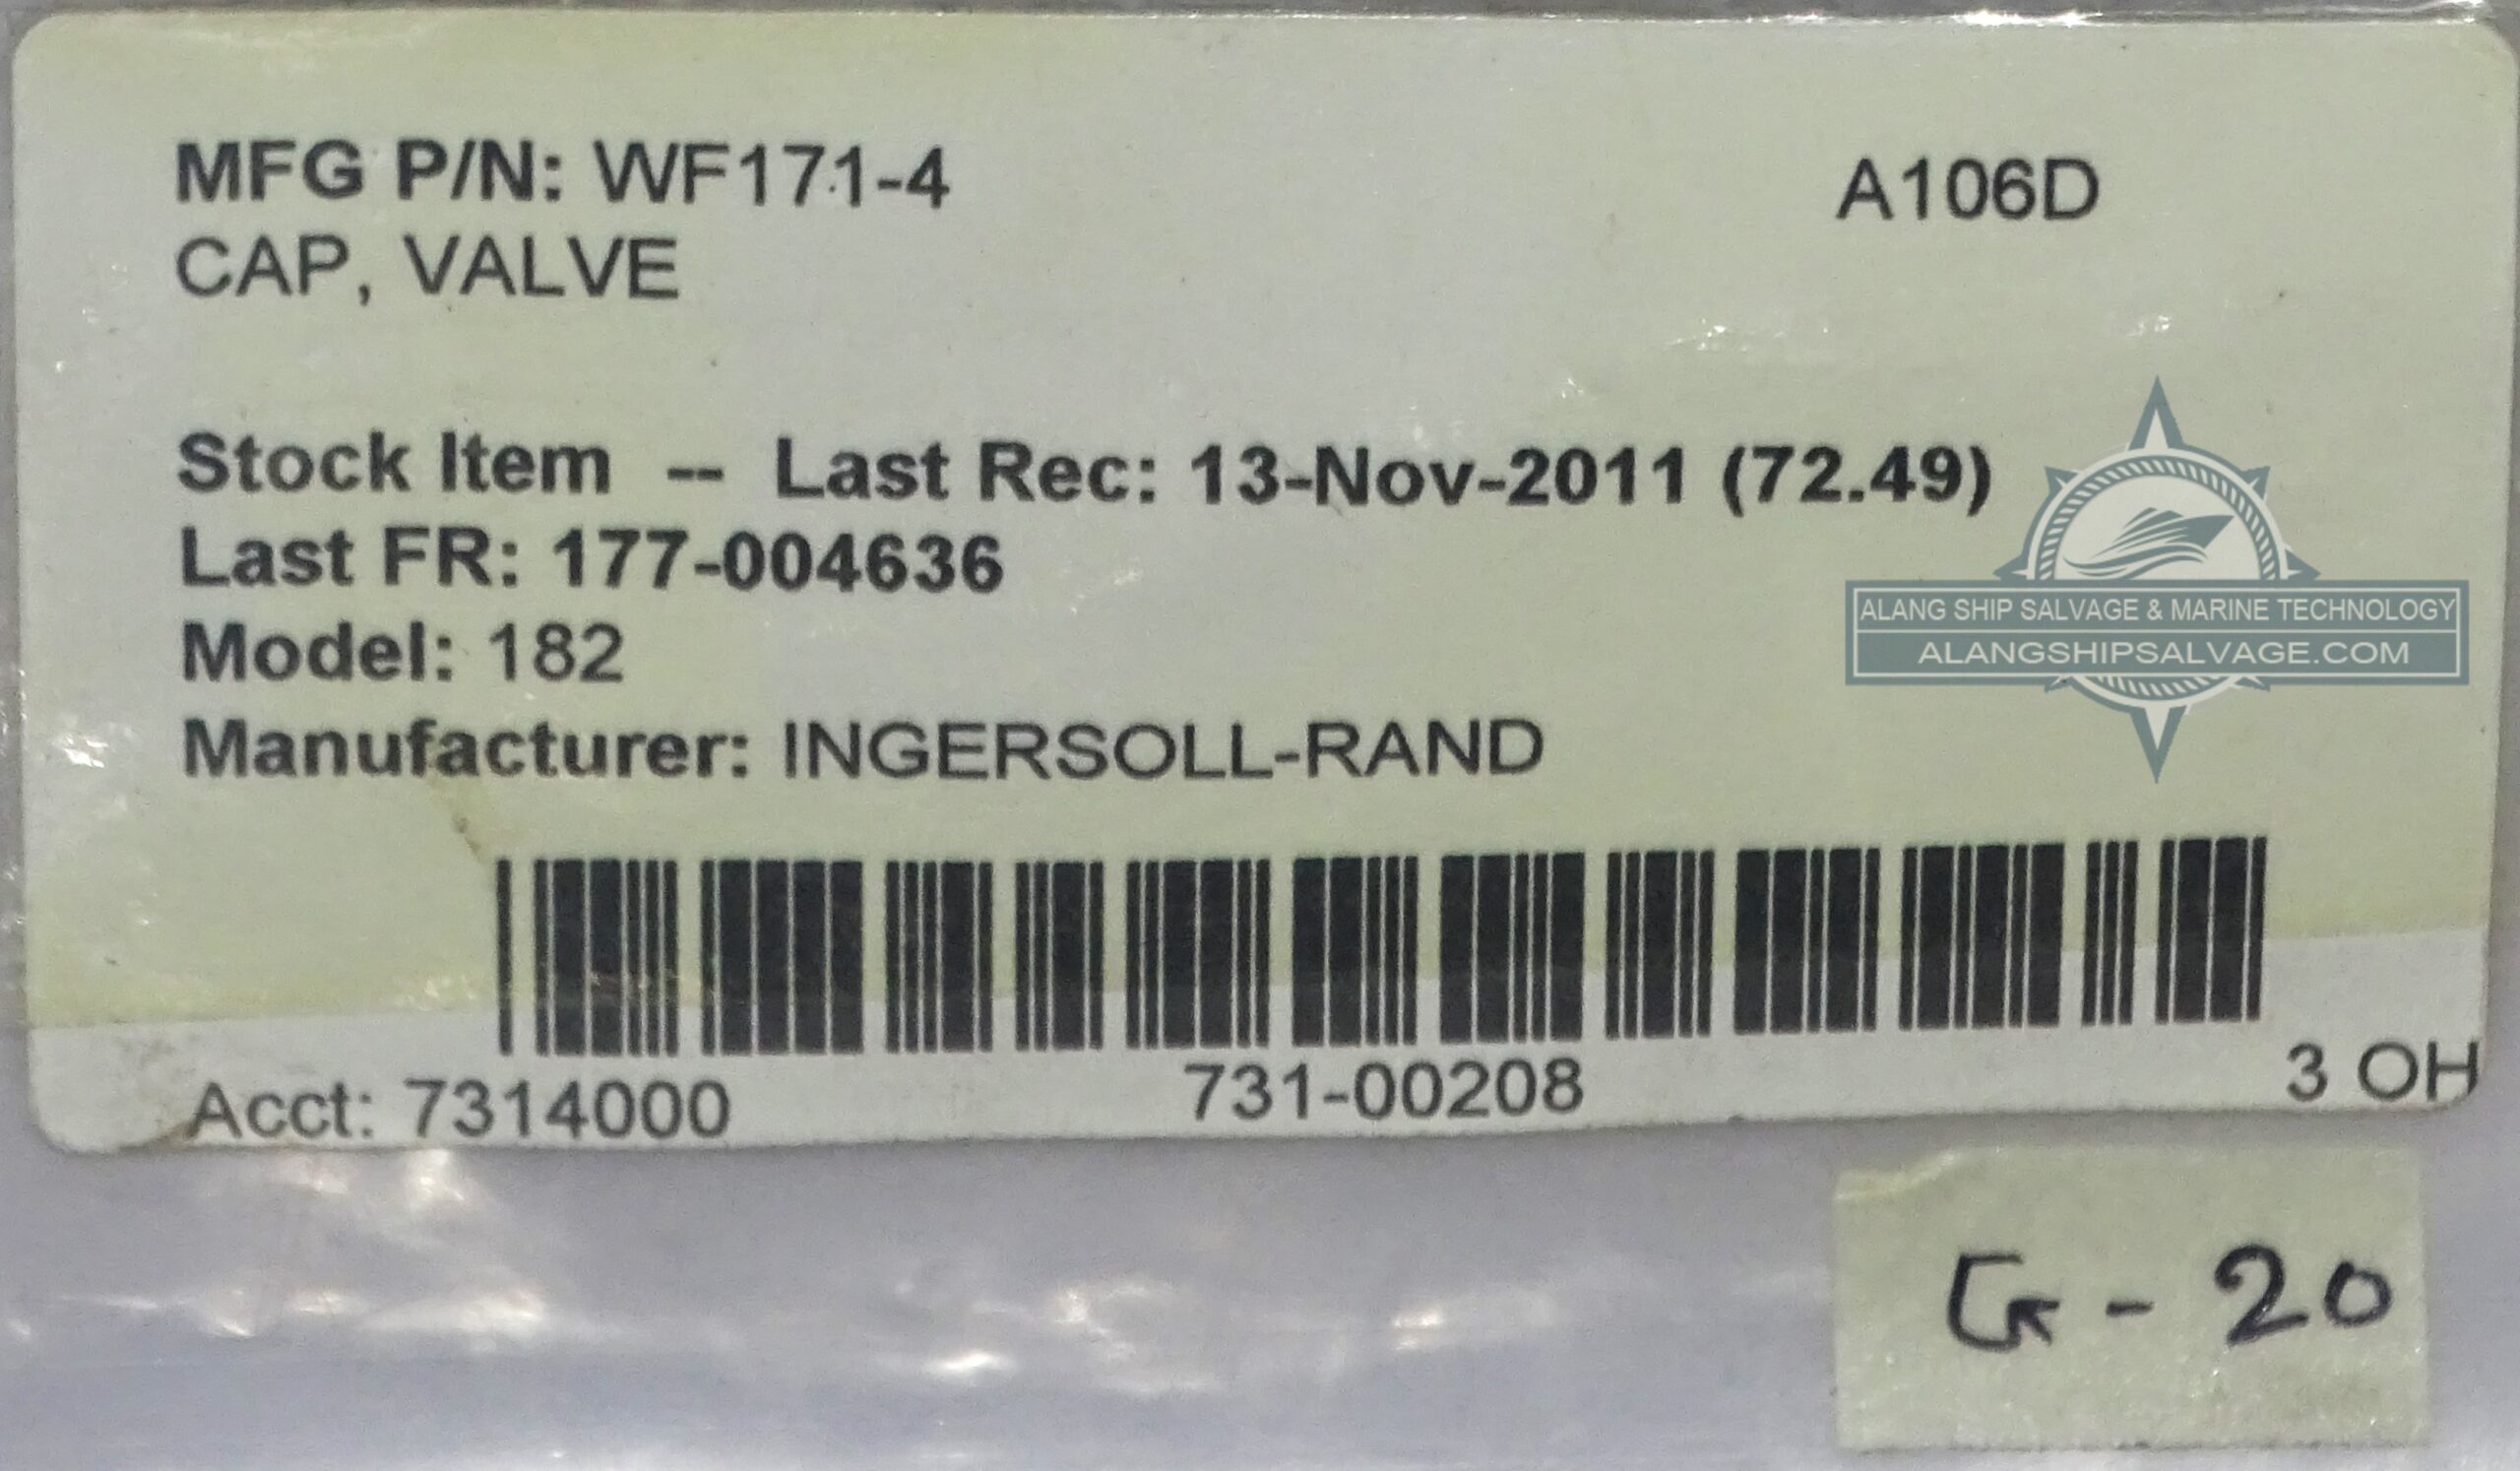 MFG P/N: WF171-4
A106D
CAP, VALVE
Stock Item -- Last Rec: 13-Nov-2011 (72.49)
Last FR: 177-004636
Model: 182
Manufacturer: INGERSOLL-RAND
ALANG SHIP SALVAGE & MARINE TECHNOLOGY
ALANGSHIPSALVAGE.COM
Acct: 7314000
731-00208
3 OH
G-20